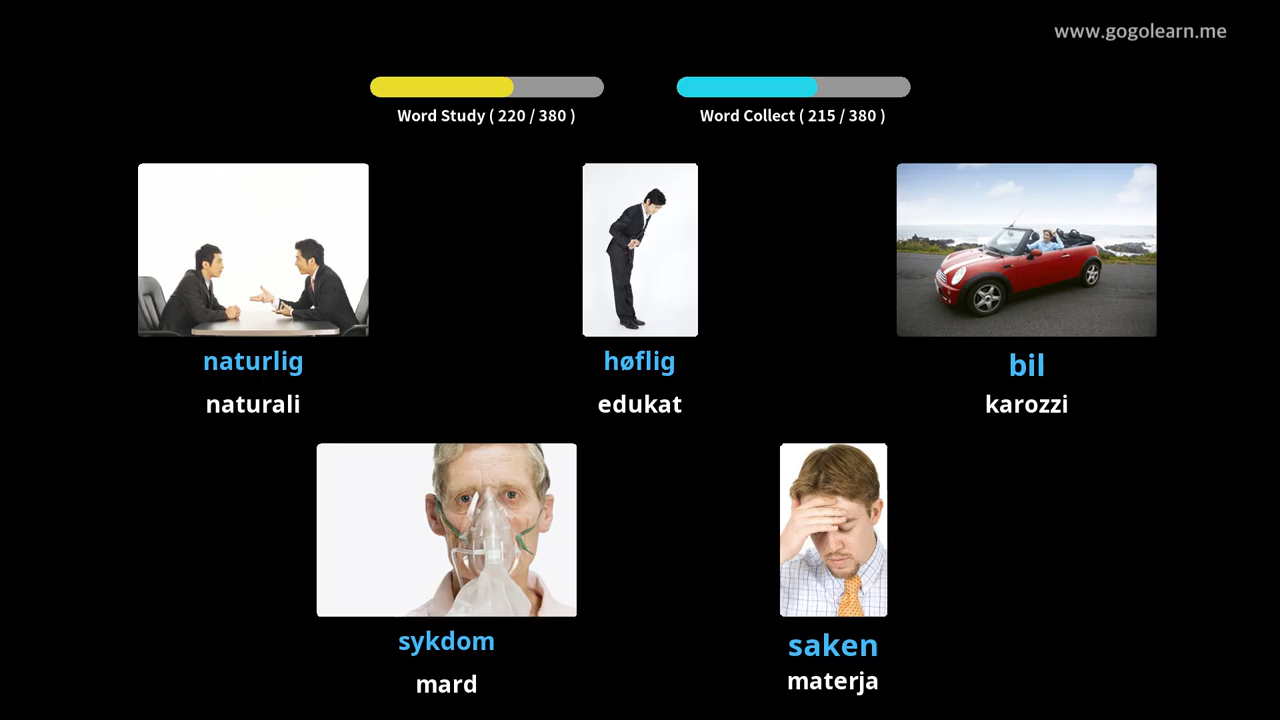 www.gogolearn.me
Word Study ( 220 / 380 )
Word Collect ( 215 / 380 )
naturlig
naturali
høflig
edukat
bil
karozzi
sykdom
mard
saken
materja